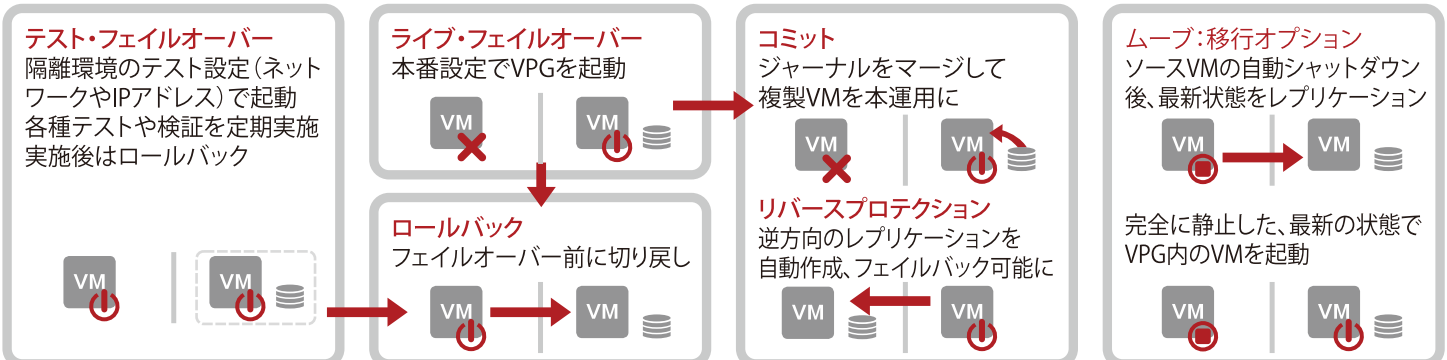 テスト・フェイルオーバー
隔離環境のテスト設定（ネット
ワークやIPアドレス）で起動
各種テストや検証を定期実施
実施後はロールバック
VM
VM
ライブ・フェイルオーバー
本番設定でVPGを起動
VM
VM
ロールバック
フェイルオーバー前に切り戻し
VM
VM
コミット
ジャーナルをマージして
複製VMを本運用に
VM
VM
リバースプロテクション
逆方向のレプリケーションを
自動作成、フェイルバック可能に
VM
VM
ムーブ：移行オプション
ソースVMの自動シャットダウン
後、最新状態をレプリケーション
VM
VM
完全に静止した、最新の状態で
VPG内のVMを起動
VM
VM